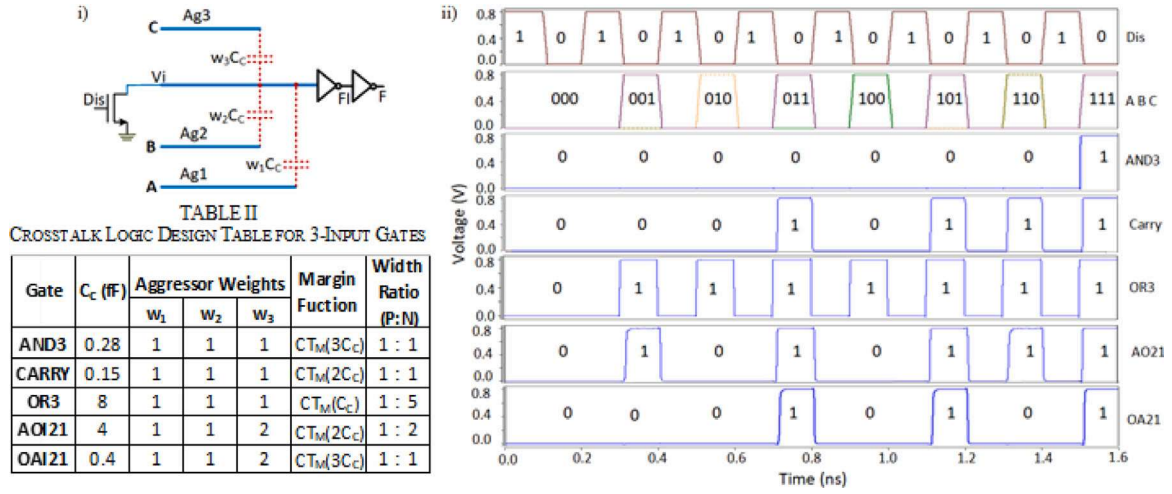 i)
C Ag3
w3CC
Vi
Dis
FI F
w2CC
B Ag2
w1CC
A Ag1
TABLE II
CROSSTALK LOGIC DESIGN TABLE FOR 3-INPUT GATES
Gate CC (fF) Aggressor Weights Margin Fuction Width Ratio (P:N)
w1 w2 w3
AND3 0.28 1 1 1 CTM(3CC) 1 : 1
CARRY 0.15 1 1 1 CTM(2CC) 1 : 1
OR3 8 1 1 1 CTM(CC) 1 : 5
AOI21 4 1 1 2 CTM(2CC) 1 : 2
OAI21 0.4 1 1 2 CTM(3CC) 1 : 1
ii)
0.8 0.4 0.0 1 0 1 0 1 0 1 0 1 0 1 0 1 0 1 0 Dis
0.8 0.4 0.0 000 001 010 011 100 101 110 111 A B C
0.8 0.4 0.0 0 0 0 0 0 0 0 1 AND3
0.8 0.4 0.0 0 0 0 1 0 1 1 1 Carry
0.8 0.4 0.0 0 1 1 1 1 1 1 1 OR3
0.8 0.4 0.0 0 1 0 1 0 1 1 1 AO21
0.8 0.4 0.0 0 0 0 1 0 1 0 1 OA21
Voltage (V)
0.0 0.2 0.4 0.6 0.8 1.0 1.2 1.4 1.6
Time (ns)